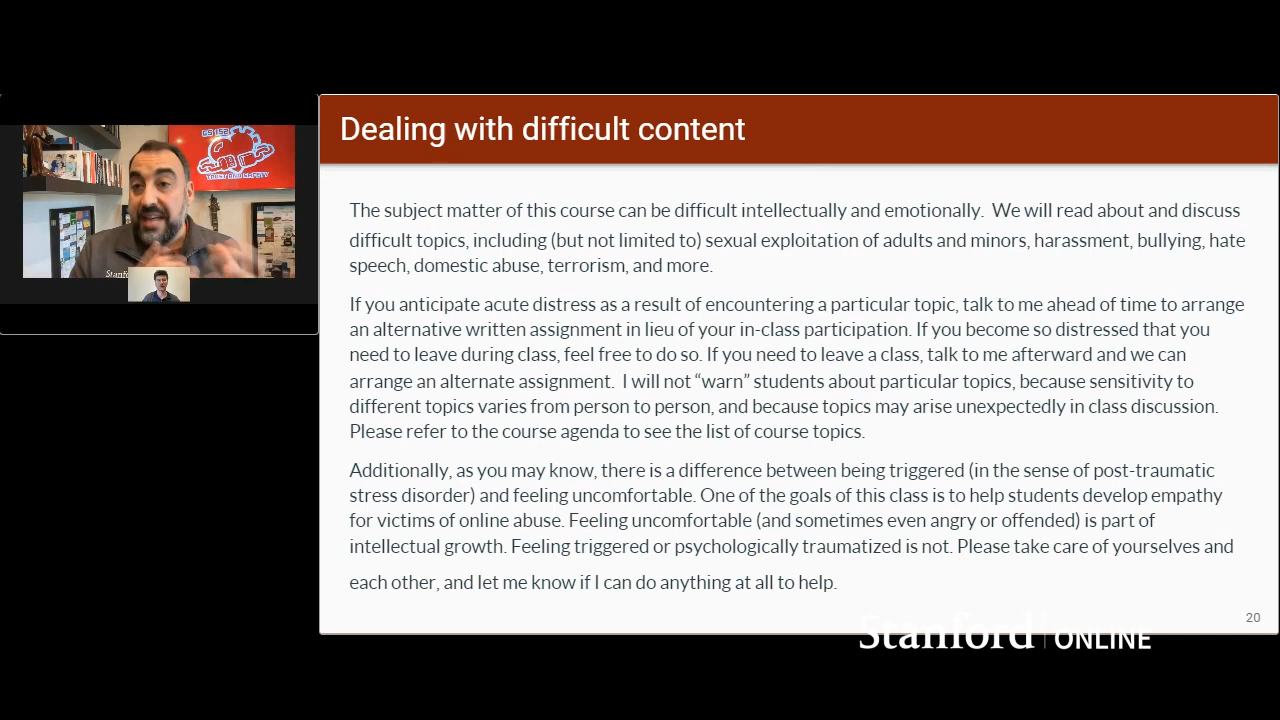 CS 152
TRUST AND SAFETY
Stanf
Dealing with difficult content
The subject matter of this course can be difficult intellectually and emotionally.  We will read about and discuss
difficult topics, including (but not limited to) sexual exploitation of adults and minors, harassment, bullying, hate
speech, domestic abuse, terrorism, and more.
If you anticipate acute distress as a result of encountering a particular topic, talk to me ahead of time to arrange
an alternative written assignment in lieu of your in-class participation. If you become so distressed that you
need to leave during class, feel free to do so. If you need to leave a class, talk to me afterward and we can
arrange an alternate assignment.  I will not “warn” students about particular topics, because sensitivity to
different topics varies from person to person, and because topics may arise unexpectedly in class discussion.
Please refer to the course agenda to see the list of course topics.
Additionally, as you may know, there is a difference between being triggered (in the sense of post-traumatic
stress disorder) and feeling uncomfortable. One of the goals of this class is to help students develop empathy
for victims of online abuse. Feeling uncomfortable (and sometimes even angry or offended) is part of
intellectual growth. Feeling triggered or psychologically traumatized is not. Please take care of yourselves and
each other, and let me know if I can do anything at all to help.
20
Stanford | ONLINE